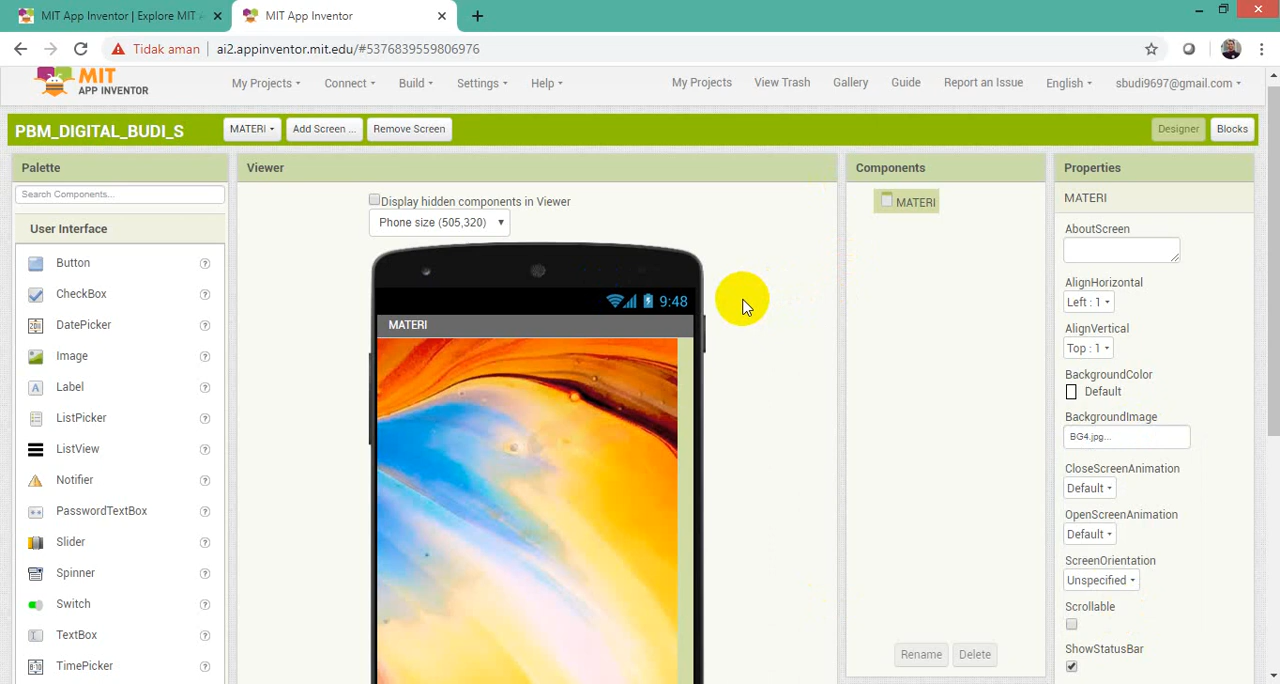 MIT App Inventor | Explore MIT A
MIT App Inventor
Tidak aman
ai2.appinventor.mit.edu/#5376839559806976
MIT
APP INVENTOR
My Projects
Connect
Build
Settings
Help
My Projects
View Trash
Gallery
Guide
Report an Issue
English
sbudi9697@gmail.com
PBM_DIGITAL_BUDI_S
MATERI
Add Screen ...
Remove Screen
Designer
Blocks
Palette
Search Components...
User Interface
Button
CheckBox
DatePicker
Image
Label
ListPicker
ListView
Notifier
PasswordTextBox
Slider
Spinner
Switch
TextBox
TimePicker
Viewer
Display hidden components in Viewer
Phone size (505,320)
9:48
MATERI
Components
MATERI
Rename
Delete
Properties
MATERI
AboutScreen
AlignHorizontal
Left : 1
AlignVertical
Top : 1
BackgroundColor
Default
BackgroundImage
BG4.jpg...
CloseScreenAnimation
Default
OpenScreenAnimation
Default
ScreenOrientation
Unspecified
Scrollable
ShowStatusBar